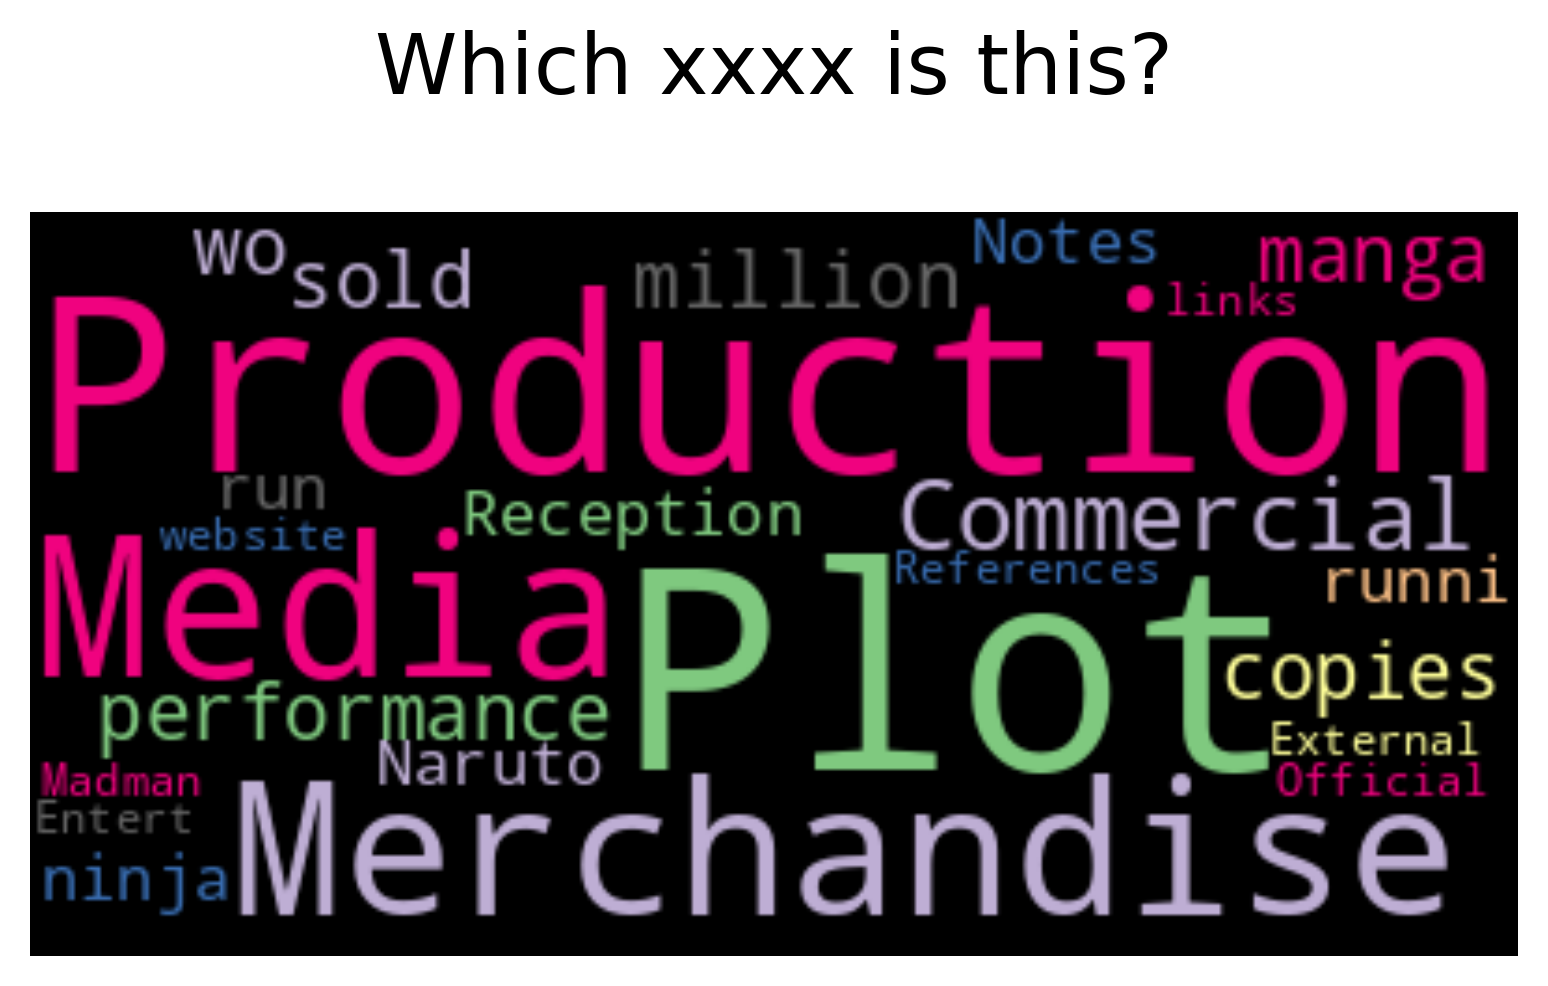 Which xxxx is this?
wo
sold
million
Notes
manga
links
Production
run
Reception
Commercial
website
References
Media
Plot
runni
copies
performance
Naruto
External
Madman
Official
Entert
Merchandise
ninja